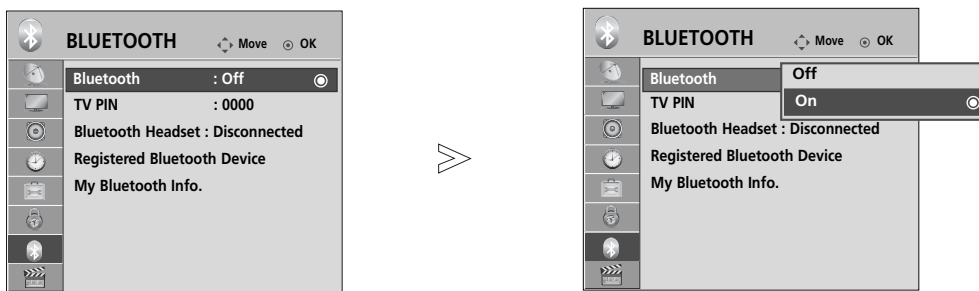 BLUETOOTH Move OK
Bluetooth : Off
TV PIN : 0000
Bluetooth Headset : Disconnected
Registered Bluetooth Device
My Bluetooth Info.
BLUETOOTH Move OK
Bluetooth Off
TV PIN On
Bluetooth Headset : Disconnected
Registered Bluetooth Device
My Bluetooth Info.